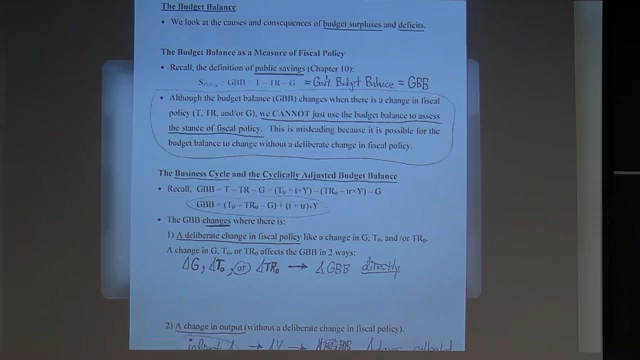 The Budget Balance
• We look at the causes and consequences of budget surpluses and deficits.
The Budget Balance as a Measure of Fiscal Policy
• Recall the definition of public savings (Chapter 10)
= GBB = T − TR − G = Gov't Budget Balance = GBB
• Although the budget balance (GBB) changes when there is a change in fiscal
policy (T, TR, and/or G), we CANNOT just use the budget balance to assess
the stance of fiscal policy. This is misleading because it is possible for the
budget balance to change without a deliberate change in fiscal policy.
The Business Cycle and the Cyclically Adjusted Budget Balance
• Recall, GBB = T − TR − G = (T₀ + t×Y) − (TR₀ − tr×Y) − G
GBB = (T₀ − TR₀ − G) + (t + tr)×Y
• The GBB changes where there is:
1) A deliberate change in fiscal policy like a change in G, T₀, and/or TR₀.
A change in G, T₀, or TR₀ affects the GBB in 2 ways:
ΔG, ΔT₀, or ΔTR₀ → ΔGBB directly
2) A change in output (without a deliberate change in fiscal policy).